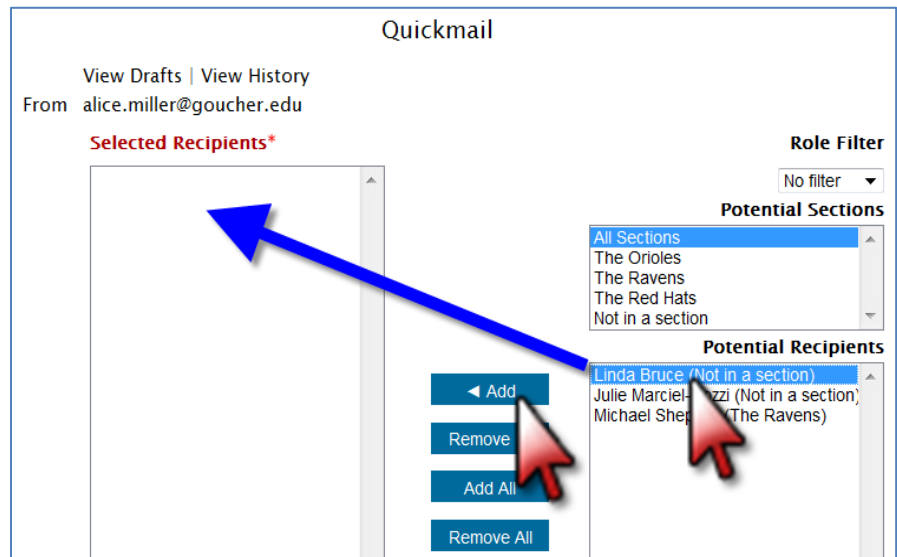 Quickmail
View Drafts | View History
From alice.miller@goucher.edu
Selected Recipients*
Role Filter
No filter
Potential Sections
All Sections
The Orioles
The Ravens
The Red Hats
Not in a section
Potential Recipients
Linda Bruce (Not in a section)
Julie (Not in a section)
Michael (The Ravens)
◄ Add
Remove
Add All
Remove All